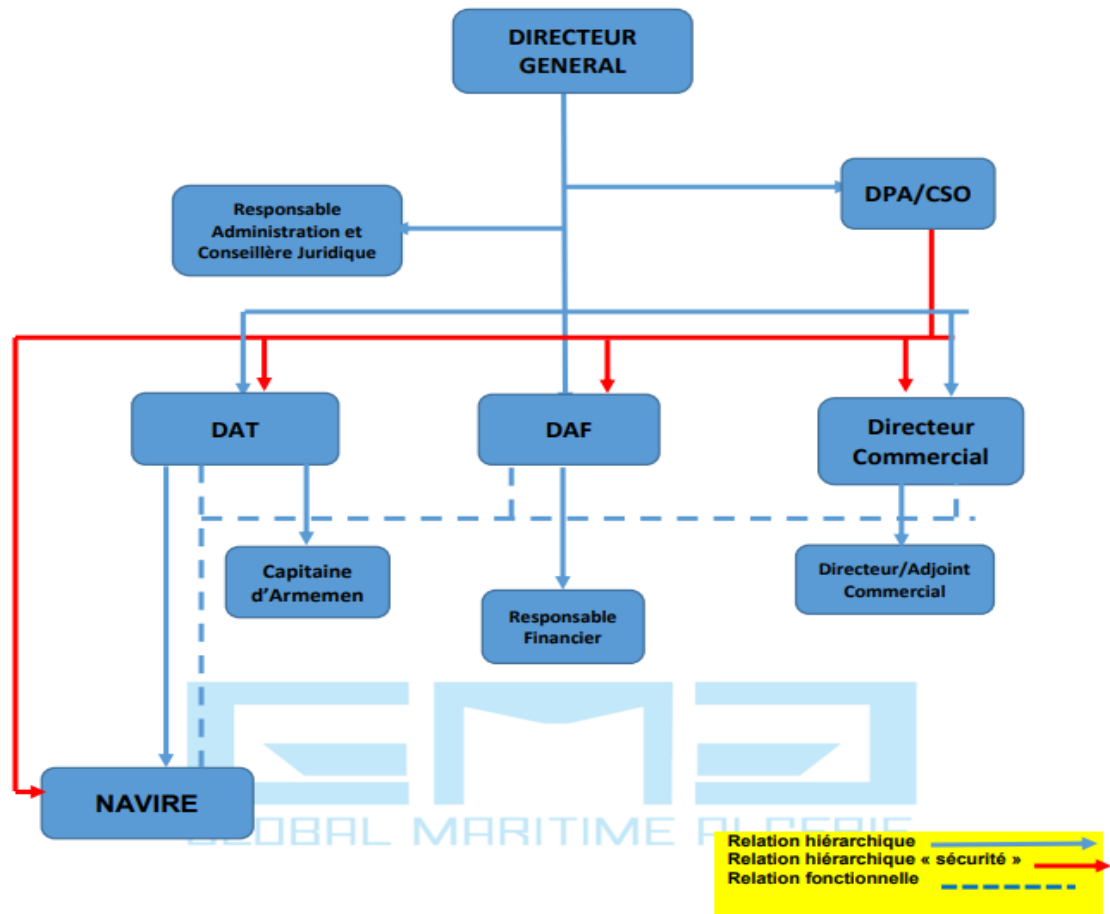 DIRECTEUR
GENERAL
DPA/CSO
Responsable
Administration et
Conseillère Juridique
DAT
DAF
Directeur
Commercial
Capitaine
d'Armemen
Responsable
Financier
Directeur/Adjoint
Commercial
NAVIRE
GLOBAL MARITIME ALGERIE
Relation hiérarchique
Relation hiérarchique « sécurité »
Relation fonctionnelle